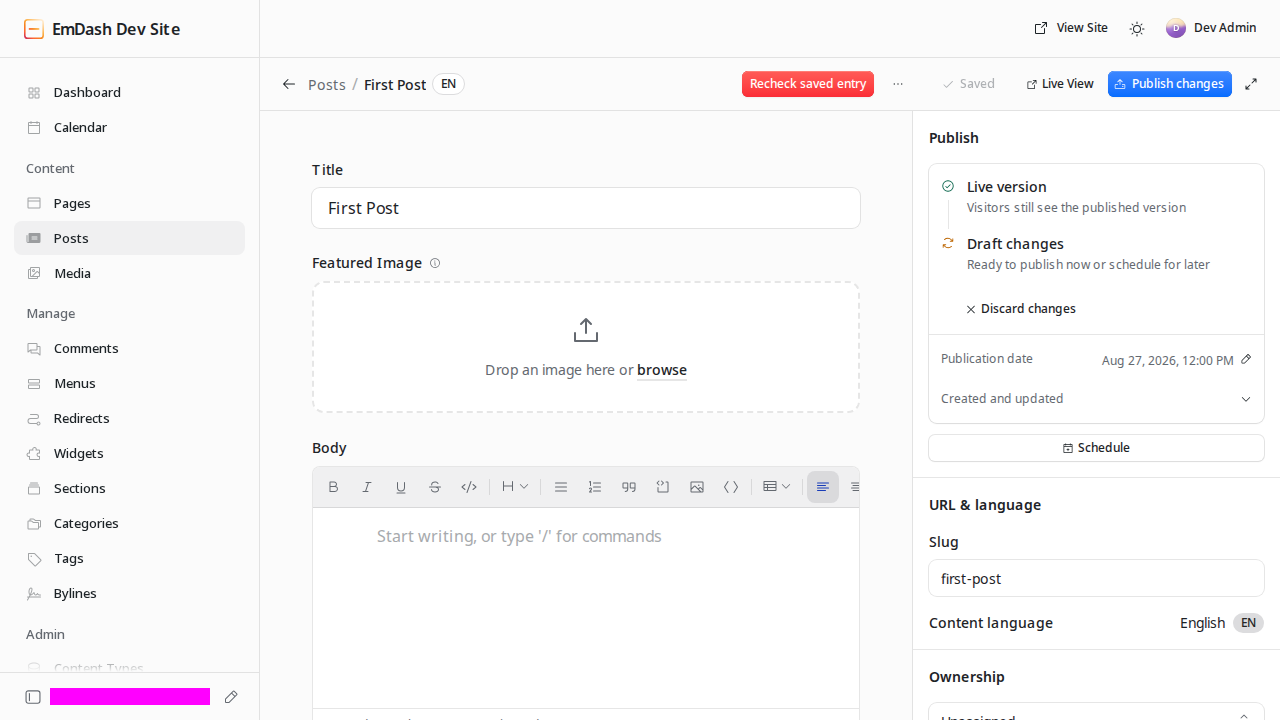 EmDash Dev Site
View Site
Dev Admin
Dashboard
Calendar
Content
Pages
Posts
Media
Manage
Comments
Menus
Redirects
Widgets
Sections
Categories
Tags
Bylines
Admin
Content Types
Posts / First Post EN
Recheck saved entry
Saved
Live View
Publish changes
Title
First Post
Featured Image
Drop an image here or browse
Body
Start writing, or type '/' for commands
Publish
Live version
Visitors still see the published version
Draft changes
Ready to publish now or schedule for later
Discard changes
Publication date Aug 27, 2026, 12:00 PM
Created and updated
Schedule
URL & language
Slug
first-post
Content language English EN
Ownership
Unassigned